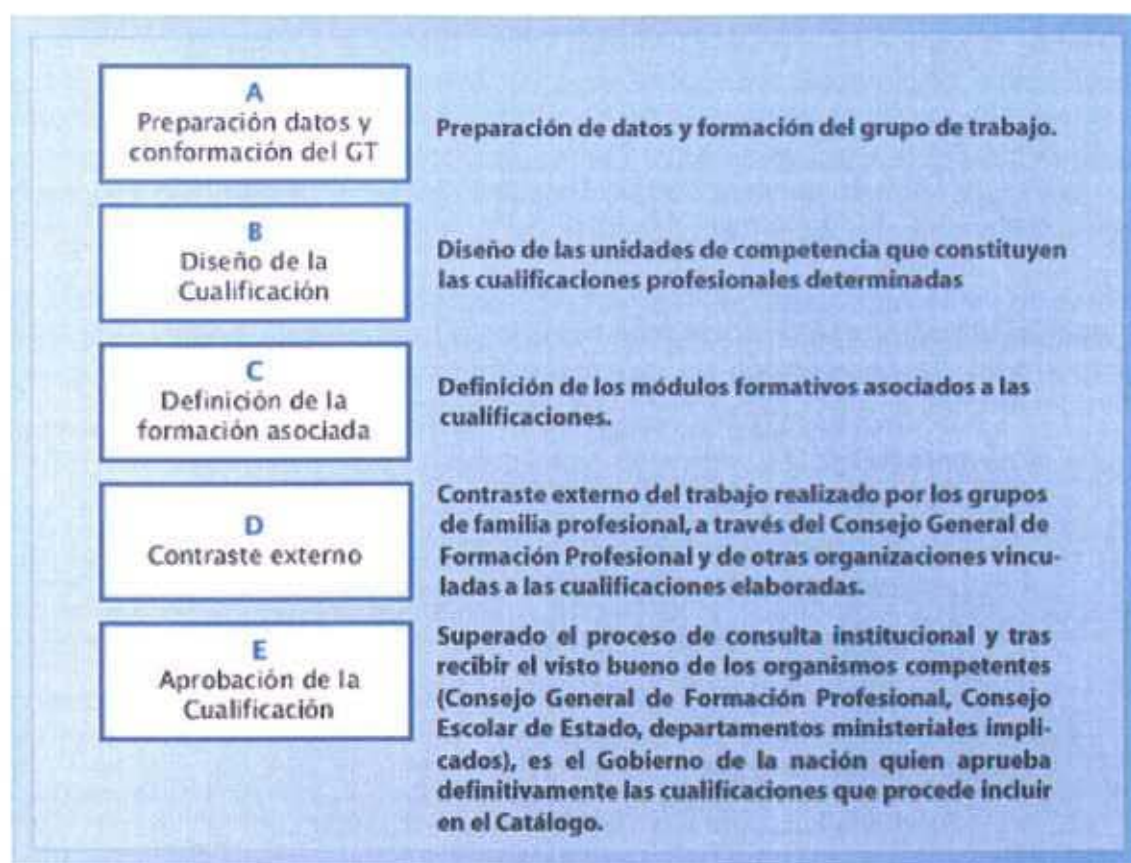 A
Preparación datos y
conformación del GT
Preparación de datos y formación del grupo de trabajo.
B
Diseño de la
Cualificación
Diseño de las unidades de competencia que constituyen
las cualificaciones profesionales determinadas
C
Definición de la
formación asociada
Definición de los módulos formativos asociados a las
cualificaciones.
D
Contraste externo
Contraste externo del trabajo realizado por los grupos
de familia profesional, a través del Consejo General de
Formación Profesional y de otras organizaciones vincu-
ladas a las cualificaciones elaboradas.
E
Aprobación de la
Cualificación
Superado el proceso de consulta institucional y tras
recibir el visto bueno de los organismos competentes
(Consejo General de Formación Profesional, Consejo
Escolar de Estado, departamentos ministeriales impli-
cados), es el Gobierno de la nación quien aprueba
definitivamente las cualificaciones que procede incluir
en el Catálogo.